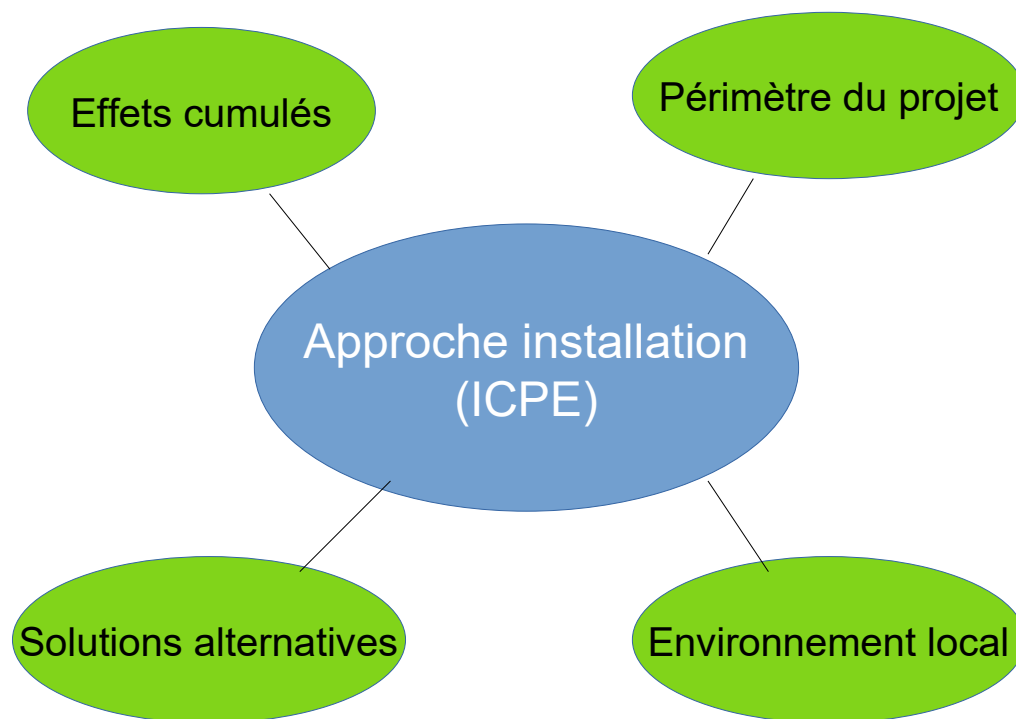 Effets cumulés
Périmètre du projet
Approche installation
(ICPE)
Solutions alternatives
Environnement local